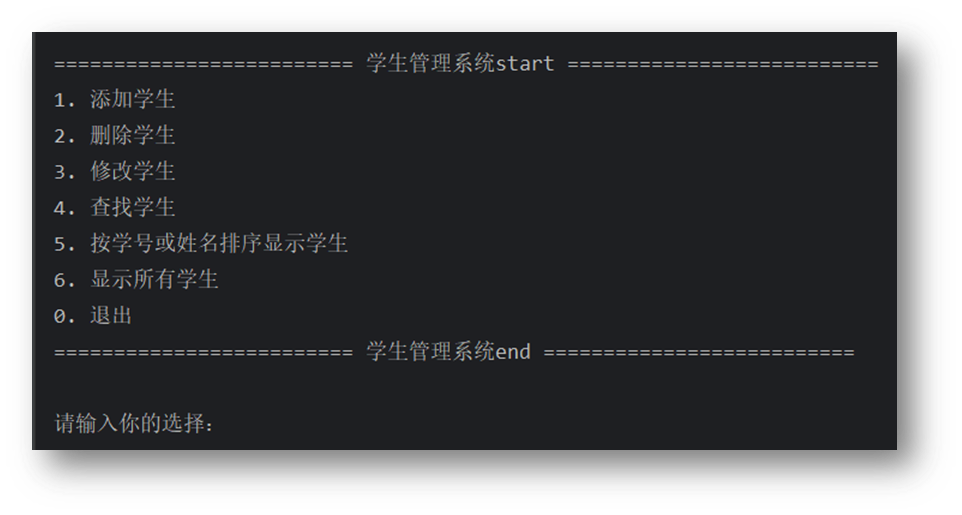 ========================= 学生管理系统start ==========================
1. 添加学生
2. 删除学生
3. 修改学生
4. 查找学生
5. 按学号或姓名排序显示学生
6. 显示所有学生
0. 退出
========================= 学生管理系统end ==========================
请输入你的选择: